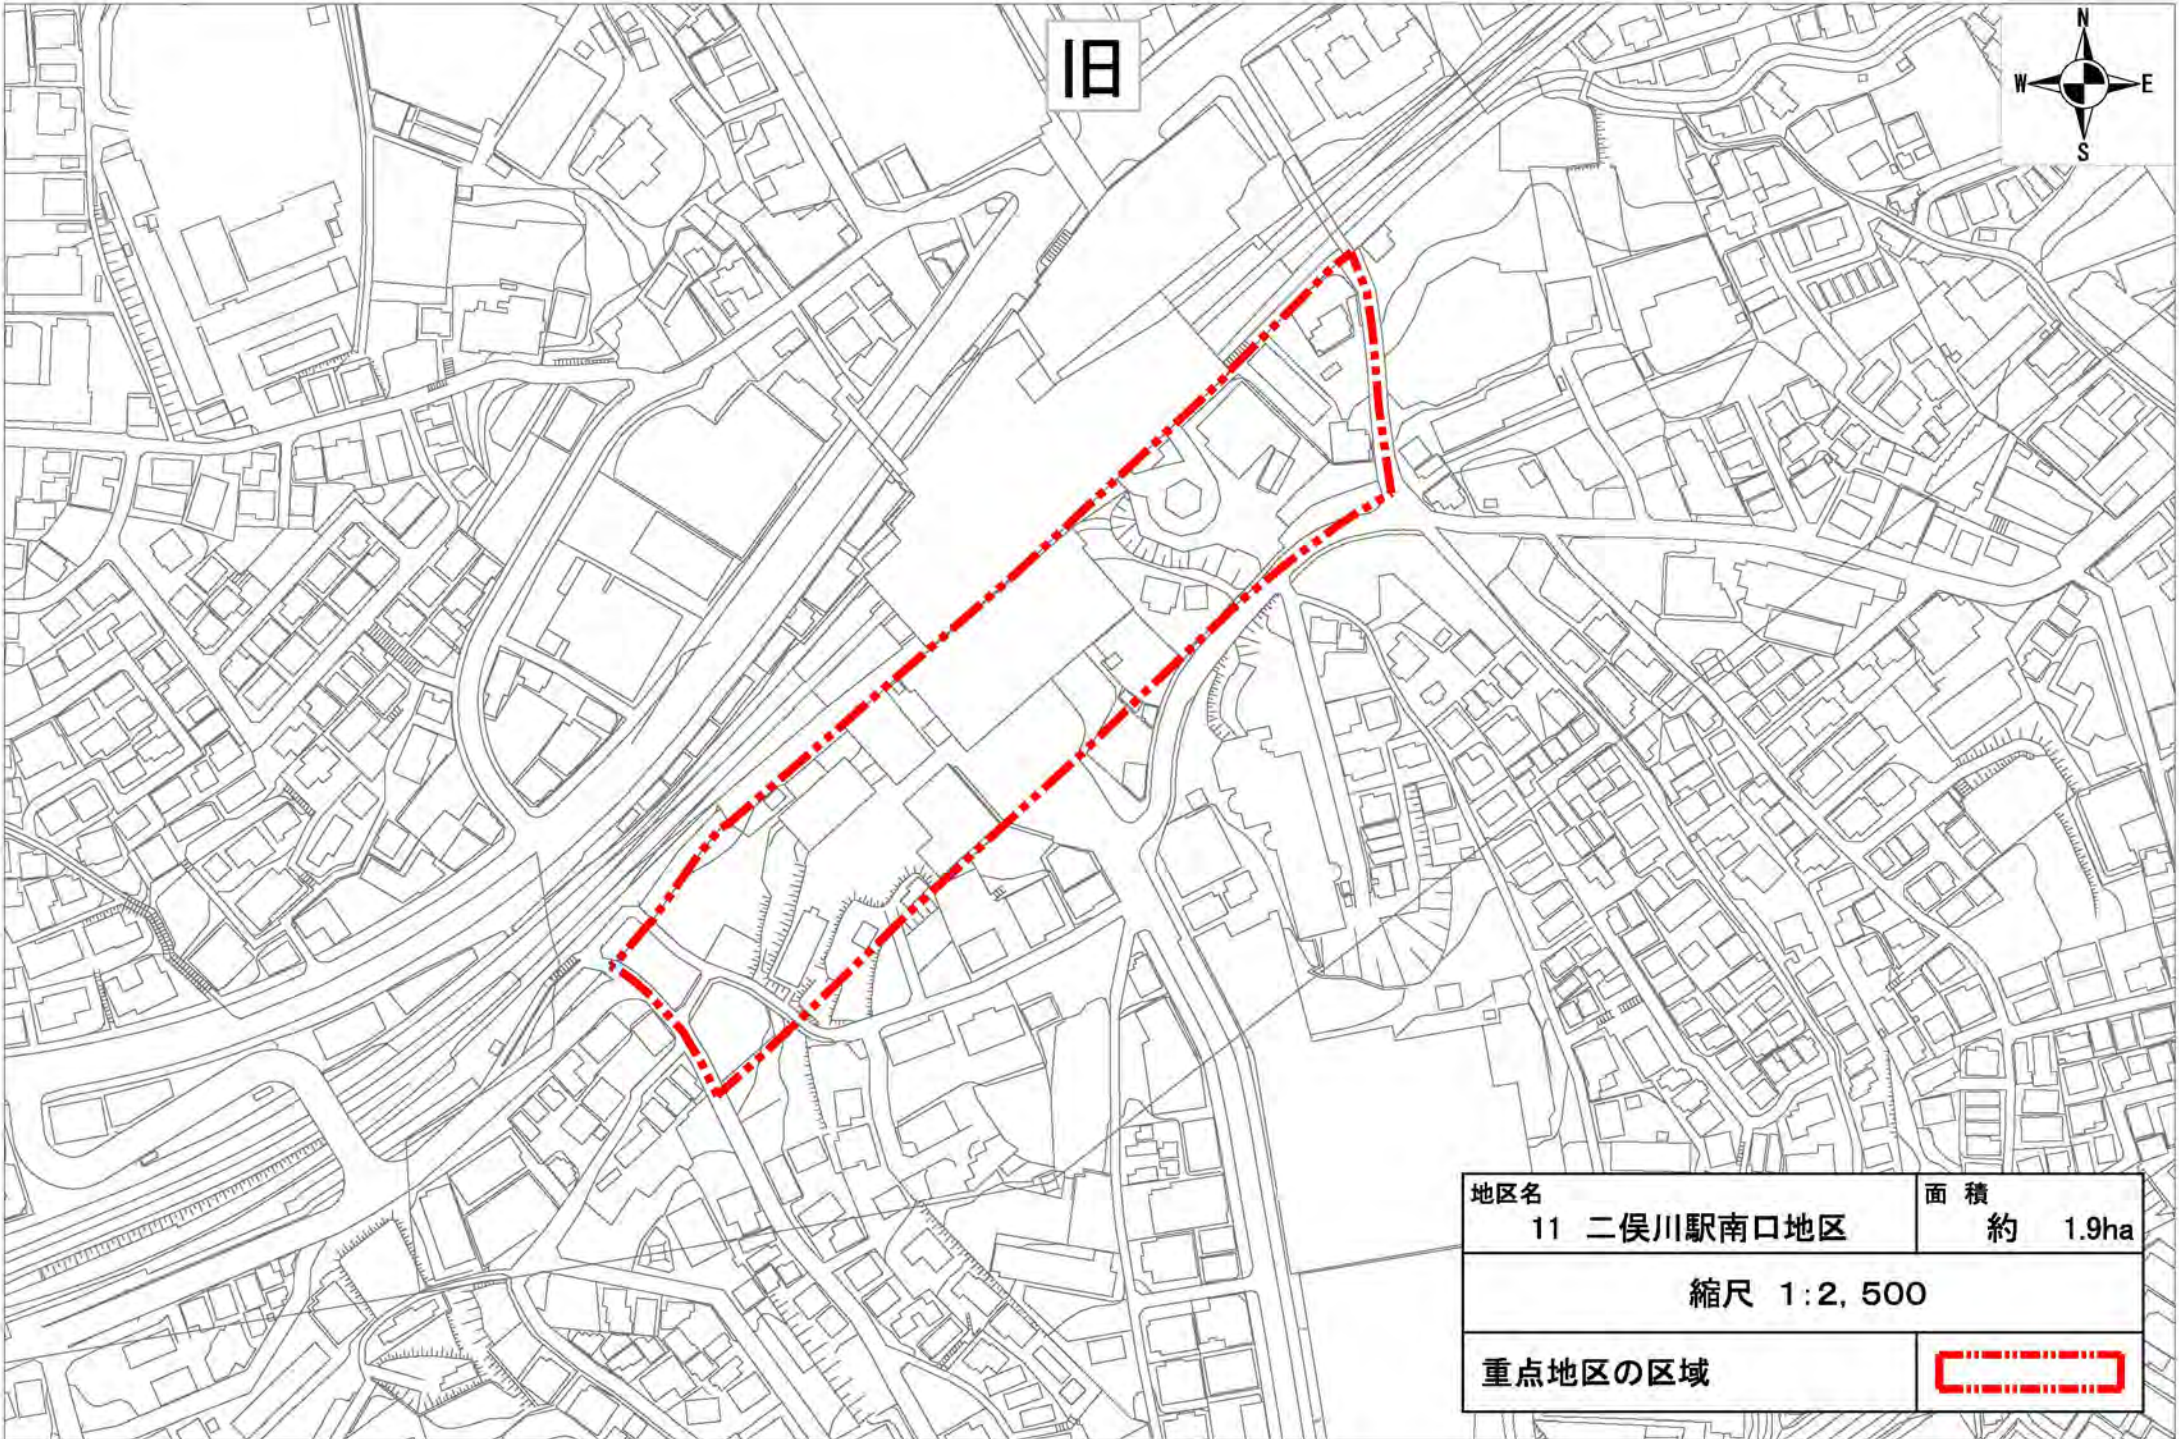 旧
N
W E
S
地区名
11 二俣川駅南口地区
面 積
約 1.9ha
縮尺 1:2,500
重点地区の区域